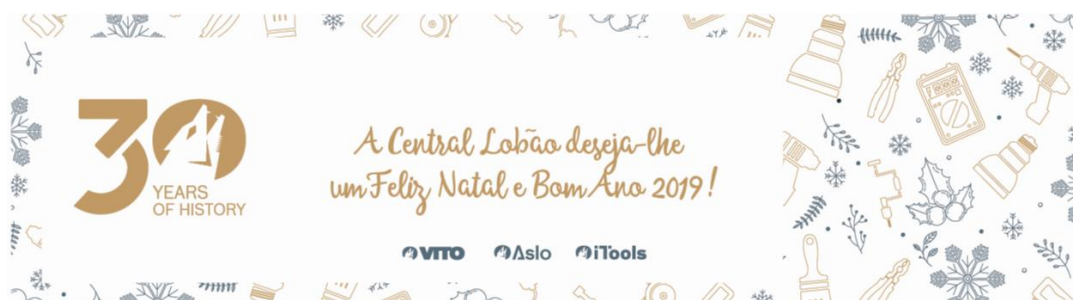 30
YEARS
OF HISTORY
A Central Lobão deseja-lhe
um Feliz Natal e Bom Ano 2019!
VITO Aslo iTools